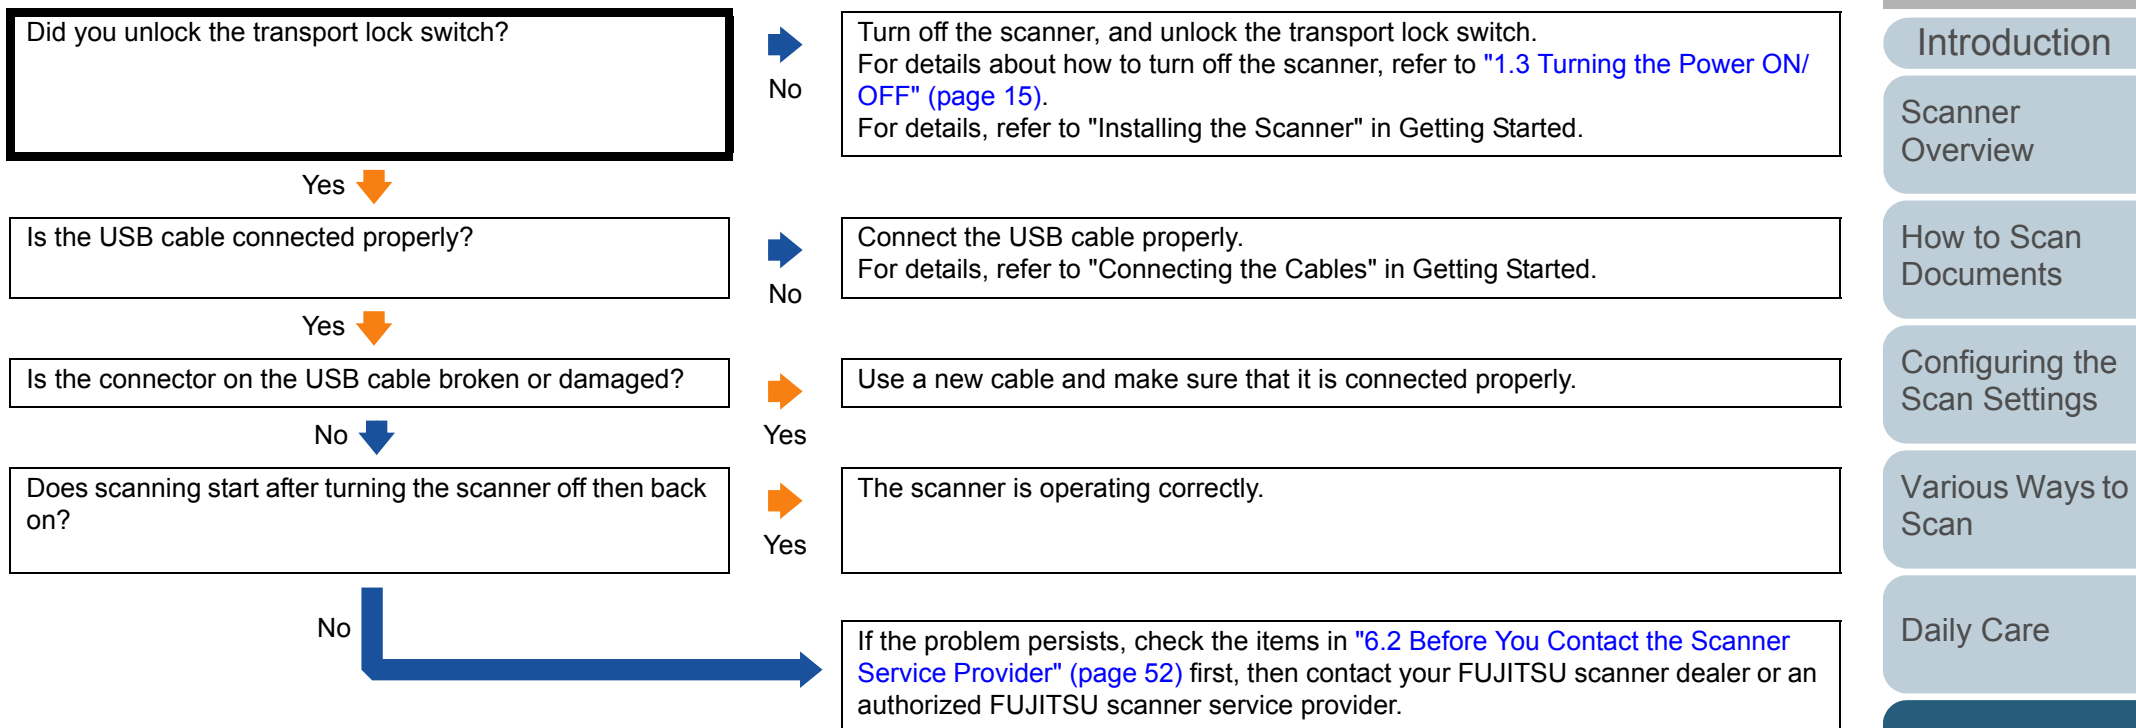 Did you unlock the transport lock switch?
No
Turn off the scanner, and unlock the transport lock switch.
For details about how to turn off the scanner, refer to "1.3 Turning the Power ON/
OFF" (page 15).
For details, refer to "Installing the Scanner" in Getting Started.
Yes
Is the USB cable connected properly?
No
Connect the USB cable properly.
For details, refer to "Connecting the Cables" in Getting Started.
Yes
Is the connector on the USB cable broken or damaged?
Yes
Use a new cable and make sure that it is connected properly.
No
Does scanning start after turning the scanner off then back
on?
Yes
The scanner is operating correctly.
No
If the problem persists, check the items in "6.2 Before You Contact the Scanner
Service Provider" (page 52) first, then contact your FUJITSU scanner dealer or an
authorized FUJITSU scanner service provider.
Introduction
Scanner
Overview
How to Scan
Documents
Configuring the
Scan Settings
Various Ways to
Scan
Daily Care